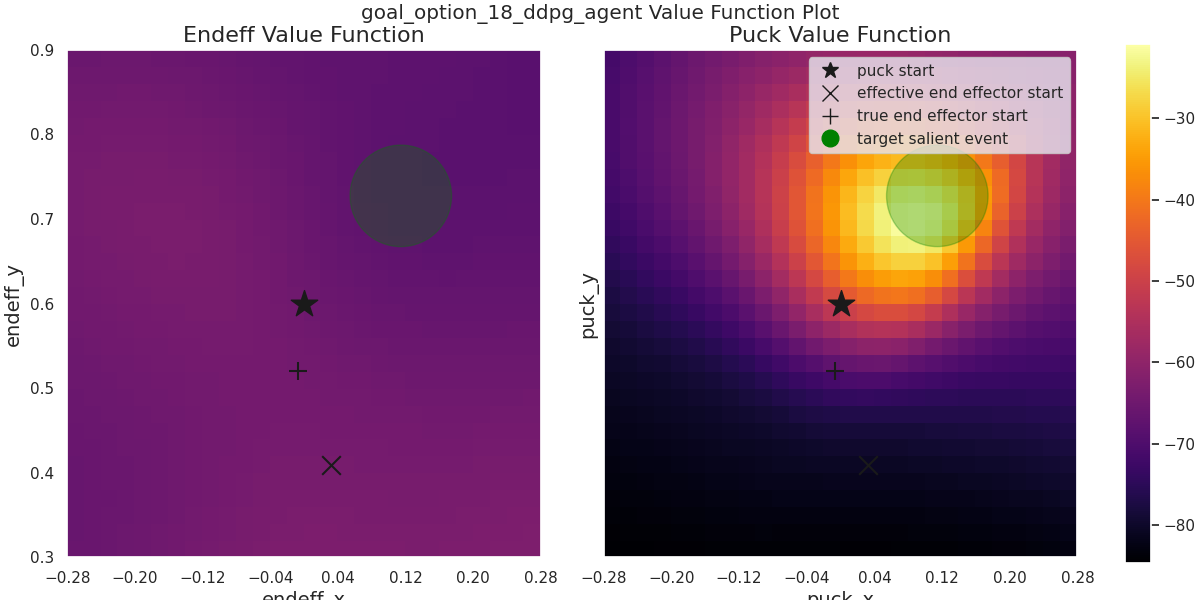 goal_option_18_ddpg_agent Value Function Plot
Endeff Value Function
Puck Value Function
0.9
0.8
0.7
0.6
0.5
0.4
0.3
endeff_y
−0.28 −0.20 −0.12 −0.04 0.04 0.12 0.20 0.28
endeff_x
puck start
effective end effector start
true end effector start
target salient event
puck_y
−0.28 −0.20 −0.12 −0.04 0.04 0.12 0.20 0.28
puck_x
−30
−40
−50
−60
−70
−80